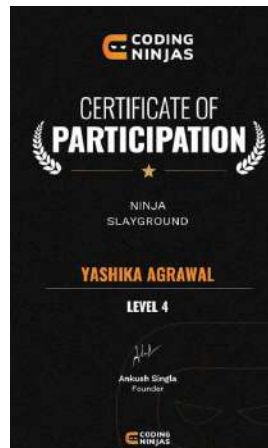 CODING
NINJAS
CERTIFICATE OF
PARTICIPATION
NINJA
SLAYGROUND
YASHIKA AGRAWAL
LEVEL 4
Ankush Singla
Founder
CODING
NINJAS